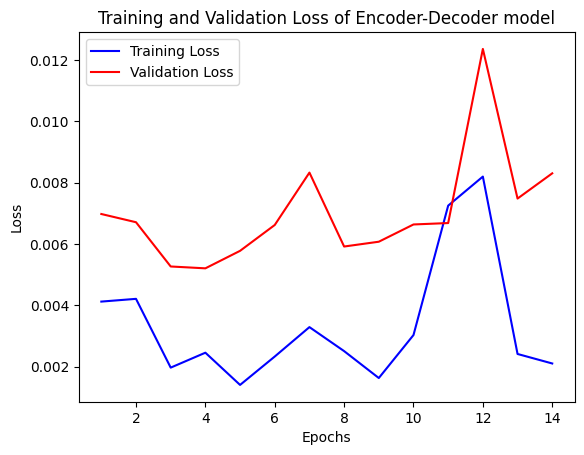 Training and Validation Loss of Encoder-Decoder model
Training Loss
Validation Loss
0.012
0.010
0.008
0.006
0.004
0.002
Loss
2 4 6 8 10 12 14
Epochs